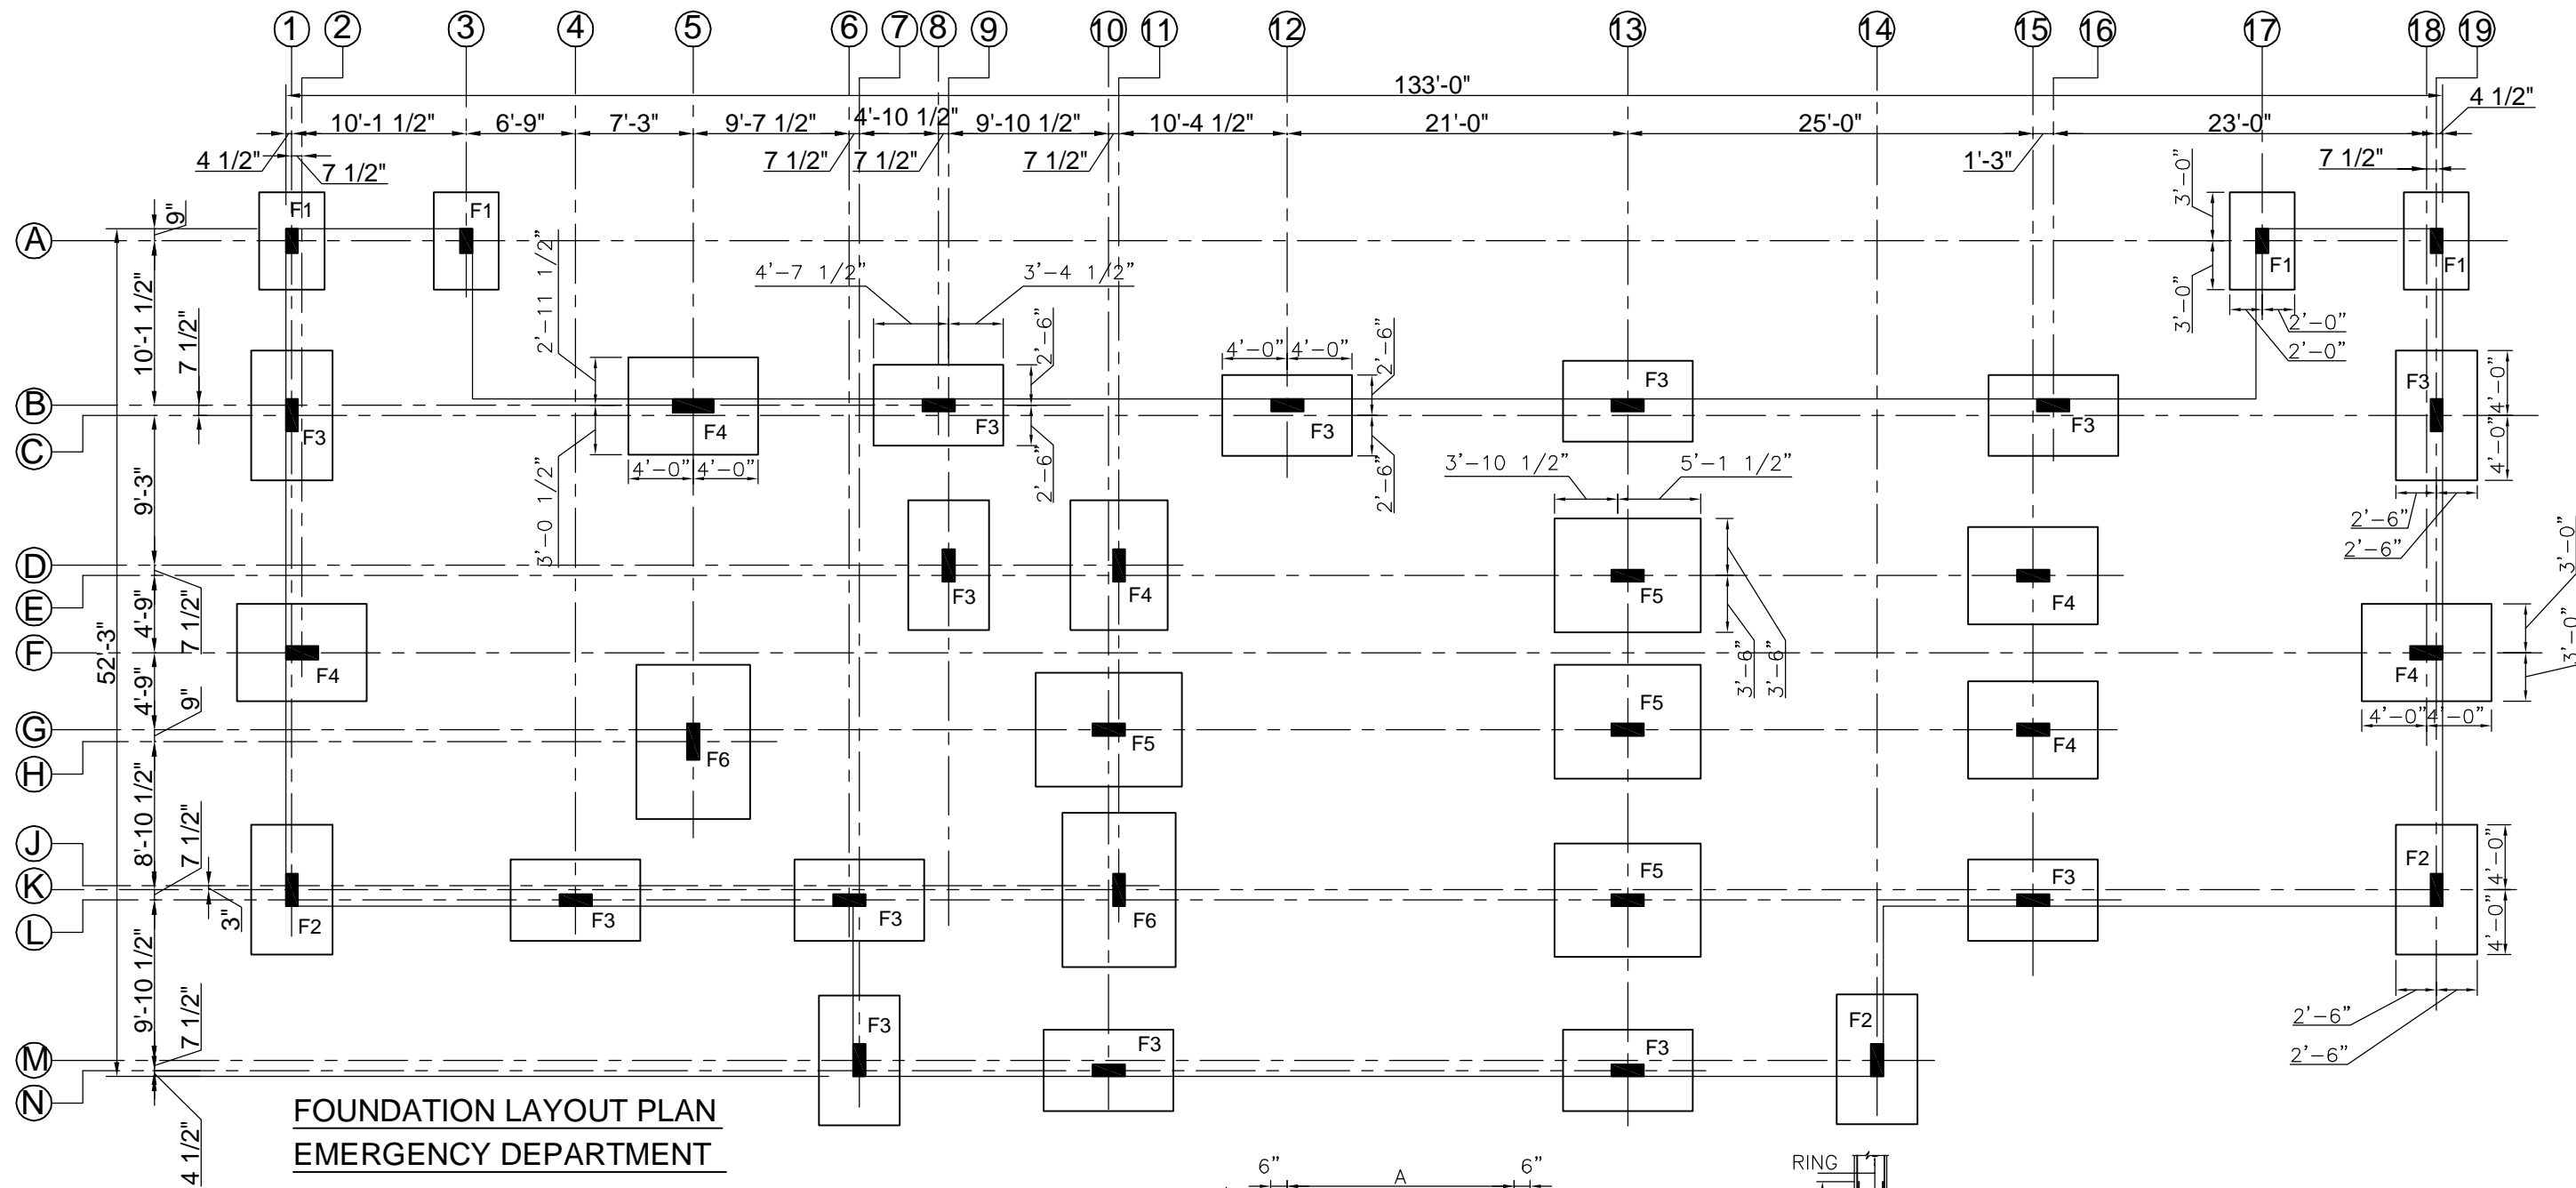 1 2 3 4 5 6 7 8 9 10 11 12 13 14 15 16 17 18 19
133'-0"
10'-1 1/2" 6'-9" 7'-3" 9'-7 1/2" 4'-10 1/2" 9'-10 1/2" 10'-4 1/2" 21'-0" 25'-0" 23'-0" 4 1/2"
4 1/2" 7 1/2" 7 1/2" 7 1/2" 7 1/2" 1'-3" 7 1/2"
A
9"
F1 F1 F1 F1
3'-0"
3'-0"
2'-0"
2'-0"
10'-1 1/2"
7 1/2"
2'-11 1/2"
4'-7 1/2" 3'-4 1/2"
2'-6"
4'-0" 4'-0"
2'-6"
B
C
F3 F4 F3 F3 F3 F3 F3
4'-0"
4'-0"
4'-0" 4'-0"
3'-0 1/2"
2'-6"
2'-6"
3'-10 1/2" 5'-1 1/2"
2'-6"
2'-6"
9'-3"
D
E
F3 F4 F5 F4
7 1/2"
4'-9"
52'-3"
3'-6"
3'-6"
3'-0"
3'-0"
F
F4 F4
4'-0" 4'-0"
4'-9"
9"
G
H
F6 F5 F5 F4
8'-10 1/2"
7 1/2"
J
K
L
3"
F2 F3 F3 F6 F5 F3 F2
4'-0"
4'-0"
2'-6"
2'-6"
9'-10 1/2"
7 1/2"
M
N
F3 F3 F3 F2
4 1/2"
FOUNDATION LAYOUT PLAN
EMERGENCY DEPARTMENT
6" A 6"
RING